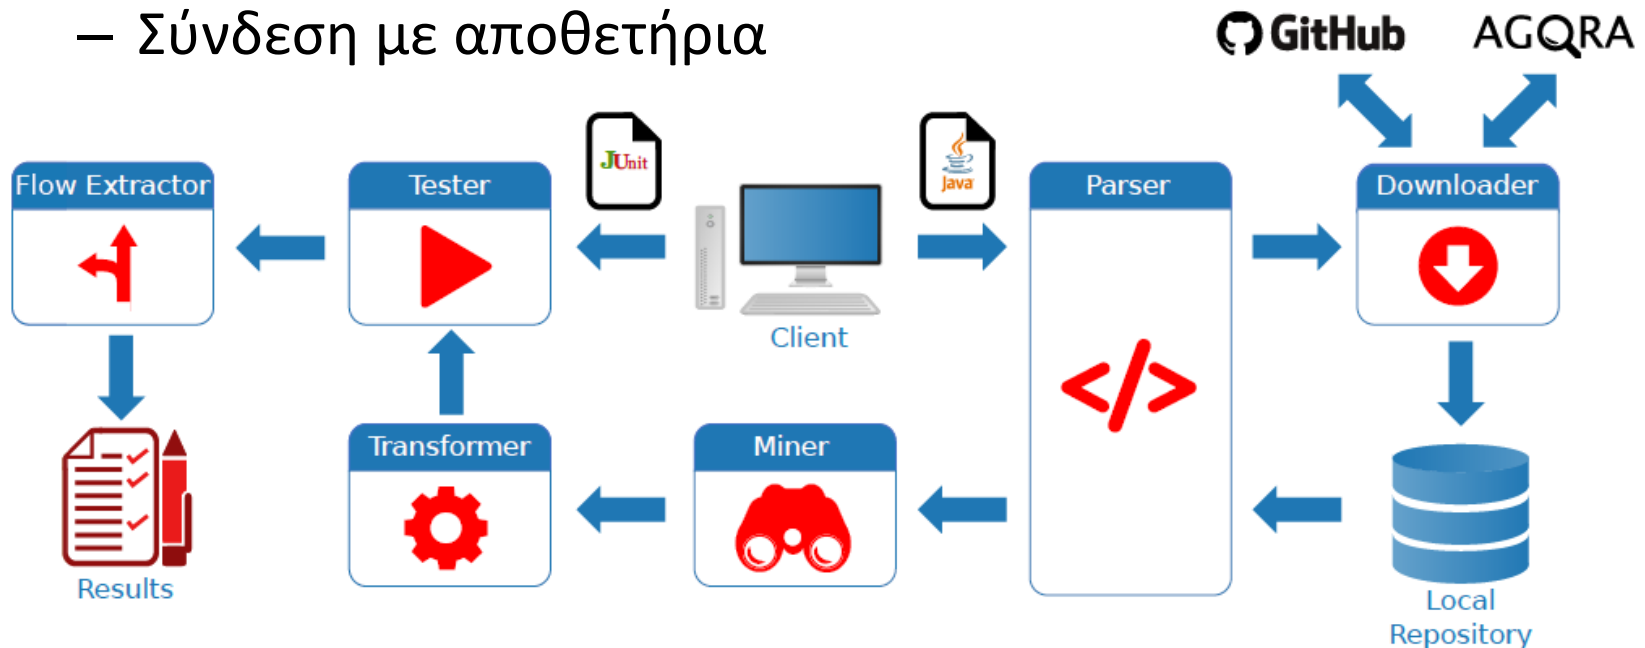 – Σύνδεση με αποθετήρια
GitHub
AGORA
JUnit
Java
Flow Extractor
Tester
Parser
Downloader
Client
</>
Transformer
Miner
Results
Local
Repository